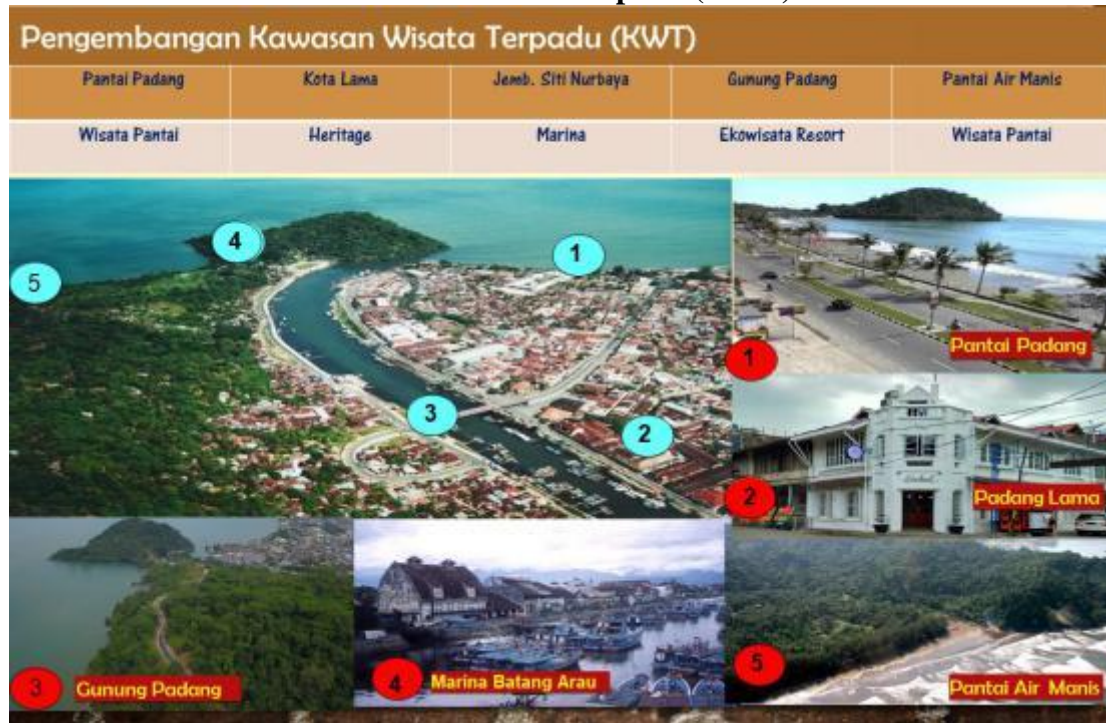 Pengembangan Kawasan Wisata Terpadu (KWT)
Pantai Padang Kota Lama Jemb. Siti Nurbaya Gunung Padang Pantai Air Manis
Wisata Pantai Heritage Marina Ekowisata Resort Wisata Pantai
4
1
5
3
2
1 Pantai Padang
2 Padang Lama
3 Gunung Padang
4 Marina Batang Arau
5 Pantai Air Manis